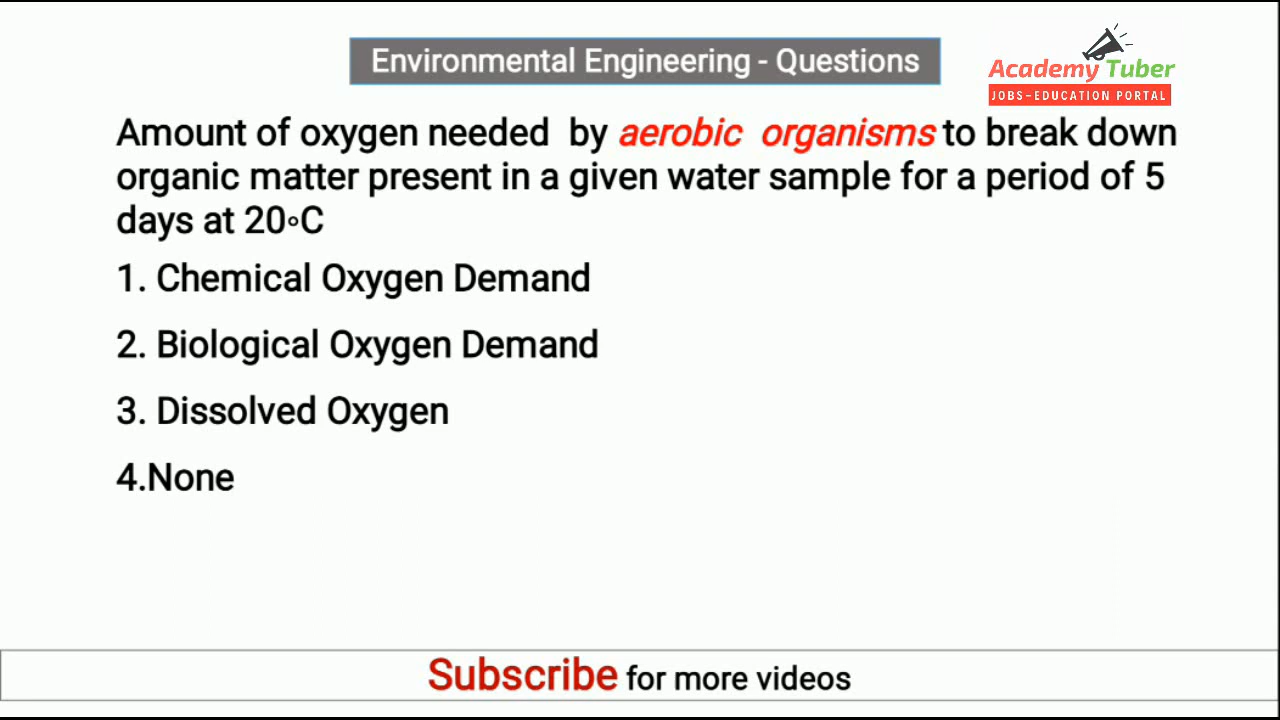 Environmental Engineering - Questions
Academy Tuber
JOBS-EDUCATION PORTAL
Amount of oxygen needed by aerobic organisms to break down
organic matter present in a given water sample for a period of 5
days at 20∘C
1. Chemical Oxygen Demand
2. Biological Oxygen Demand
3. Dissolved Oxygen
4.None
Subscribe for more videos